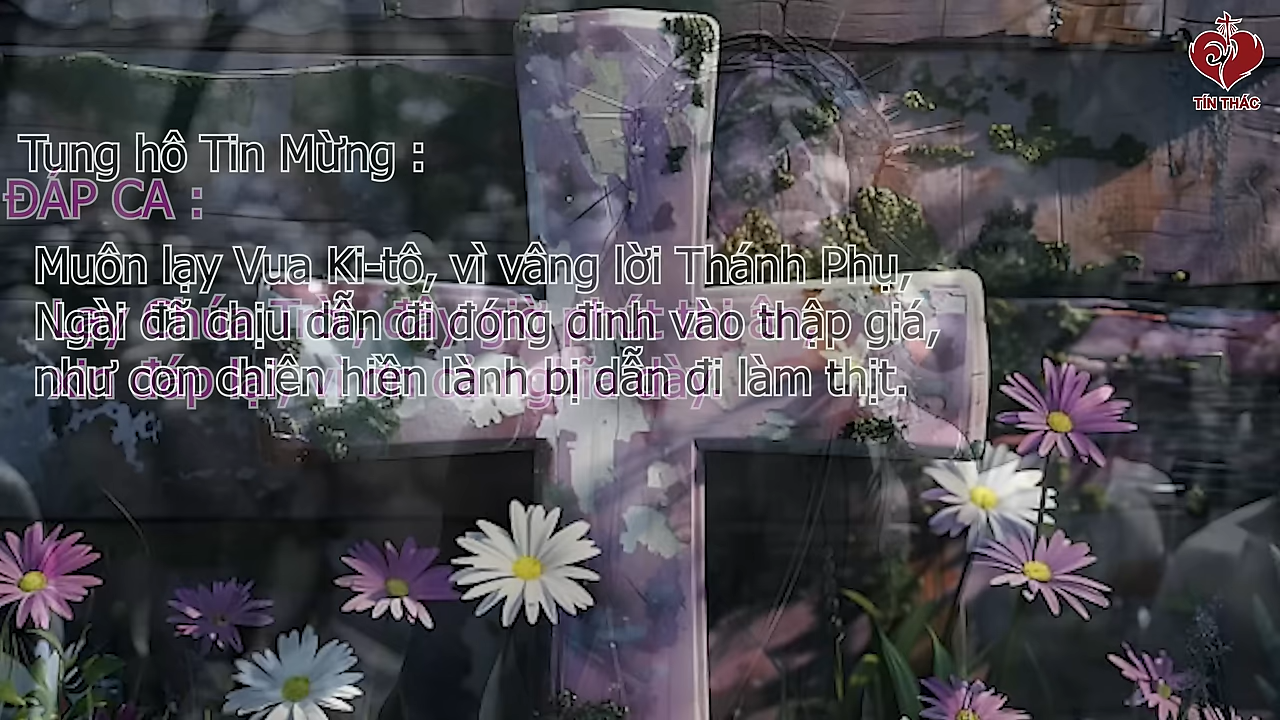 TÍN THÁC
Tung hô Tin Mừng :
ĐÁP CA :
Muôn lạy Vua Ki-tô, vì vâng lời Thánh Phụ,
Ngài đã chịu dẫn đi đóng đinh vào thập giá,
như con chiên hiền lành bị dẫn đi làm thịt.